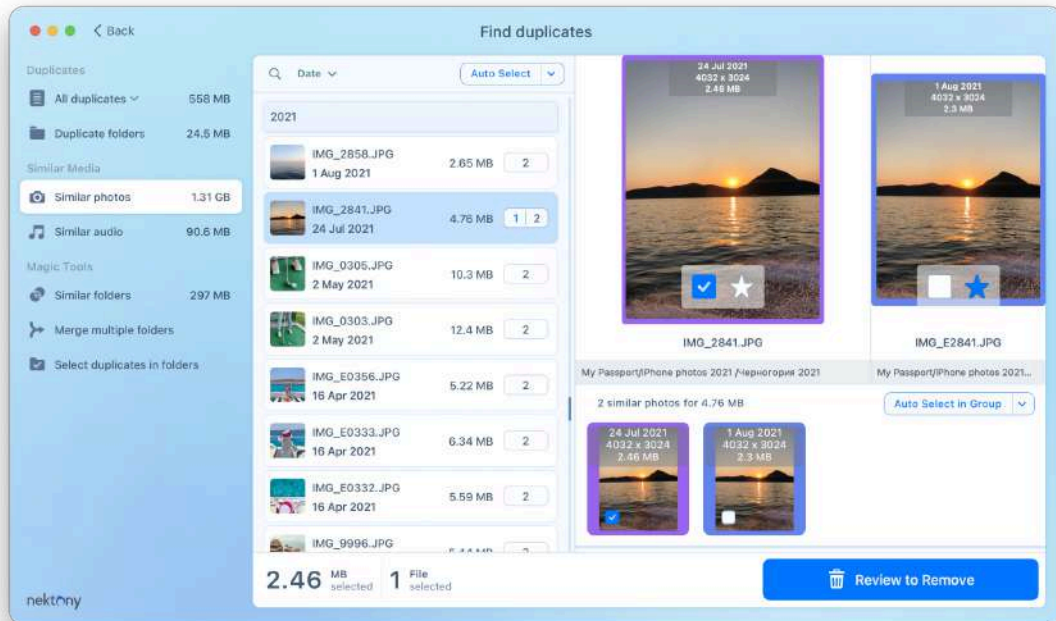 Back
Find duplicates
Duplicates
All duplicates 558 MB
Duplicate folders 24.5 MB
Similar Media
Similar photos 1.31 GB
Similar audio 90.6 MB
Magic Tools
Similar folders 297 MB
Merge multiple folders
Select duplicates in folders
nektony
Date Auto Select
2021
IMG_2858.JPG
1 Aug 2021
2.65 MB 2
IMG_2841.JPG
24 Jul 2021
4.76 MB 1 2
IMG_0305.JPG
2 May 2021
10.3 MB 2
IMG_0303.JPG
2 May 2021
12.4 MB 2
IMG_E0356.JPG
16 Apr 2021
5.22 MB 2
IMG_E0333.JPG
16 Apr 2021
6.34 MB 2
IMG_E0332.JPG
16 Apr 2021
5.59 MB 2
IMG_9996.JPG
24 Jul 2021
4032 x 3024
2.46 MB
IMG_2841.JPG
My Passport/iPhone photos 2021 /Черногория 2021
1 Aug 2021
4032 x 3024
2.3 MB
IMG_E2841.JPG
My Passport/iPhone photos 2021...
2 similar photos for 4.76 MB
Auto Select in Group
24 Jul 2021
4032 x 3024
2.46 MB
1 Aug 2021
4032 x 3024
2.3 MB
2.46 MB selected
1 File selected
Review to Remove